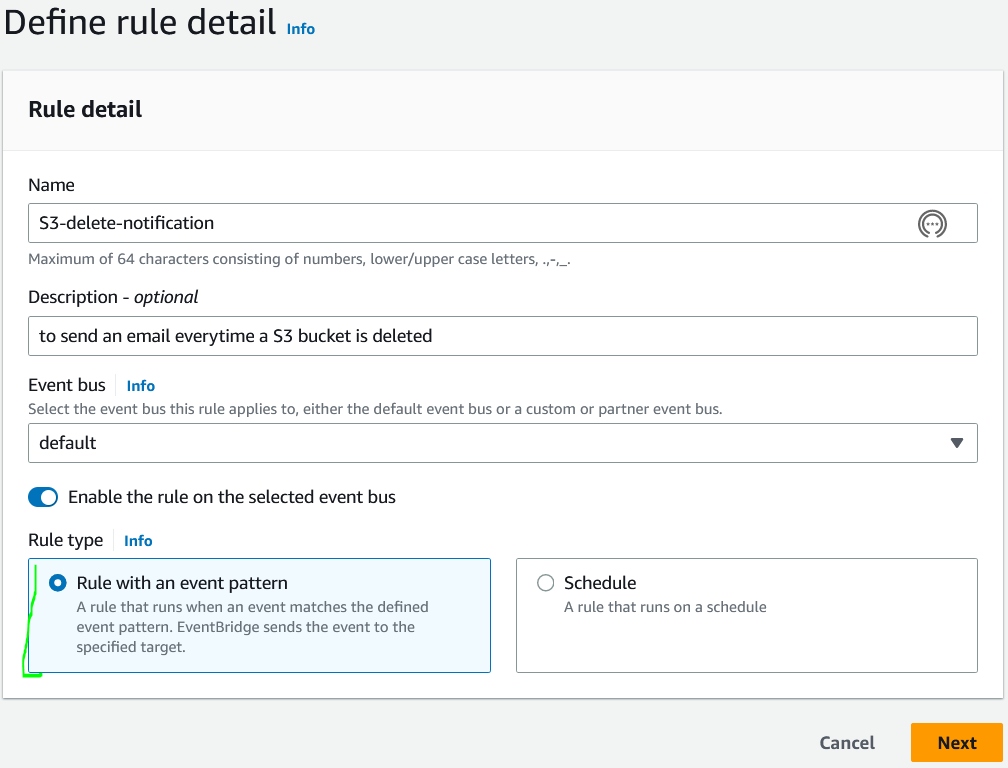 Define rule detail Info
Rule detail
Name
S3-delete-notification
Maximum of 64 characters consisting of numbers, lower/upper case letters, .,-,_.
Description - optional
to send an email everytime a S3 bucket is deleted
Event bus Info
Select the event bus this rule applies to, either the default event bus or a custom or partner event bus.
default
Enable the rule on the selected event bus
Rule type Info
Rule with an event pattern
A rule that runs when an event matches the defined
event pattern. EventBridge sends the event to the
specified target.
Schedule
A rule that runs on a schedule
Cancel
Next